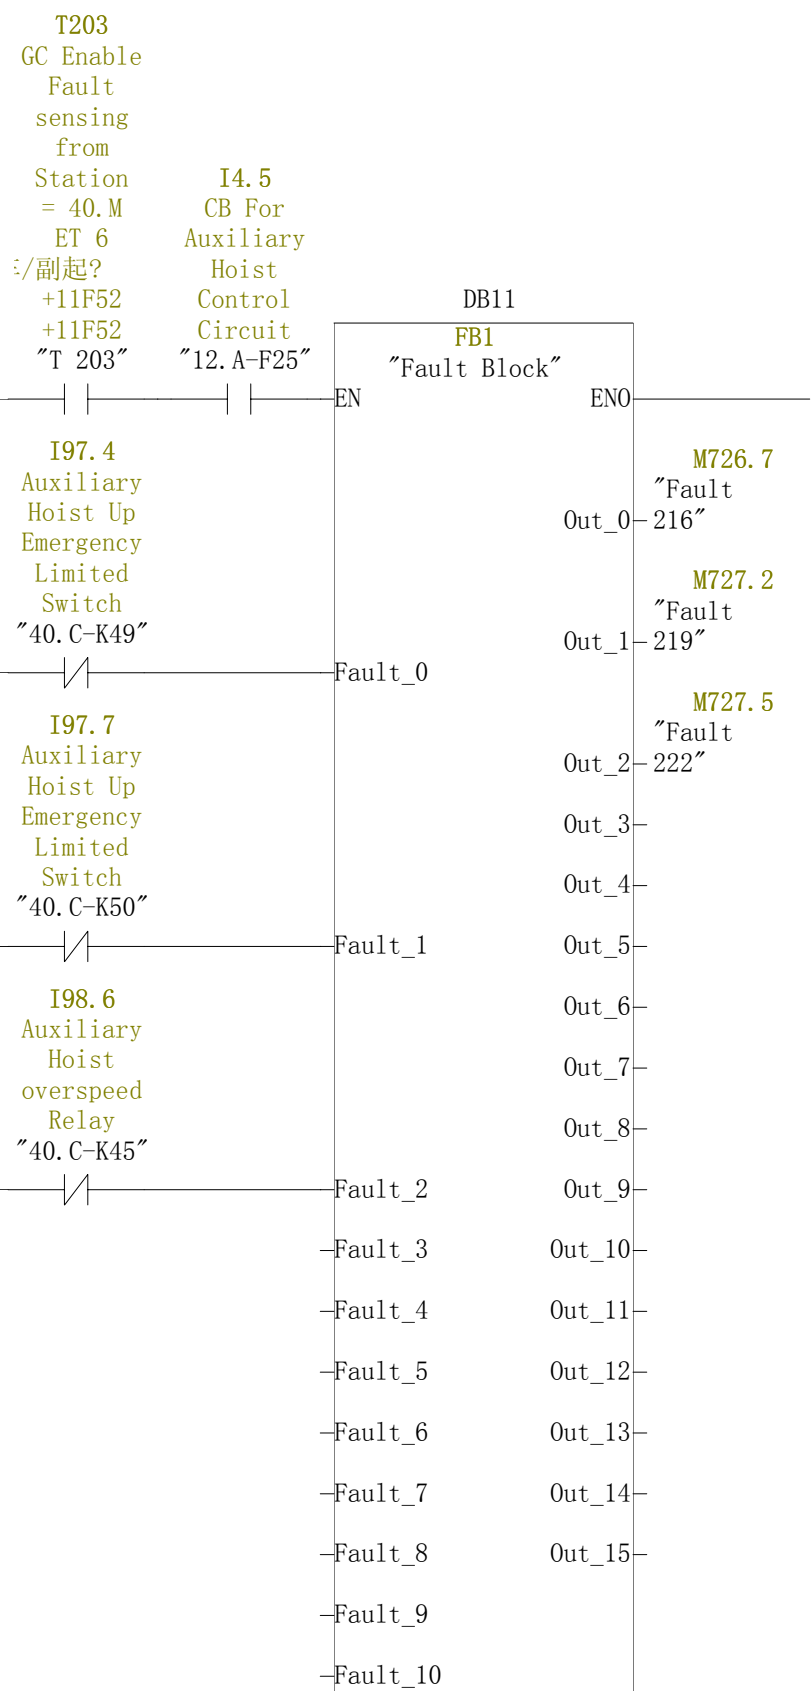 T203
GC Enable
Fault
sensing
from
Station
= 40.M
ET 6
/副起?
+11F52
+11F52
"T 203"
I4.5
CB For
Auxiliary
Hoist
Control
Circuit
"12.A-F25"
DB11
FB1
"Fault Block"
EN
ENO
I97.4
Auxiliary
Hoist Up
Emergency
Limited
Switch
"40.C-K49"
Fault_0
I97.7
Auxiliary
Hoist Up
Emergency
Limited
Switch
"40.C-K50"
Fault_1
I98.6
Auxiliary
Hoist
overspeed
Relay
"40.C-K45"
Fault_2
Fault_3
Fault_4
Fault_5
Fault_6
Fault_7
Fault_8
Fault_9
Fault_10
M726.7
"Fault
Out_0
216"
M727.2
"Fault
Out_1
219"
M727.5
"Fault
Out_2
222"
Out_3
Out_4
Out_5
Out_6
Out_7
Out_8
Out_9
Out_10
Out_11
Out_12
Out_13
Out_14
Out_15